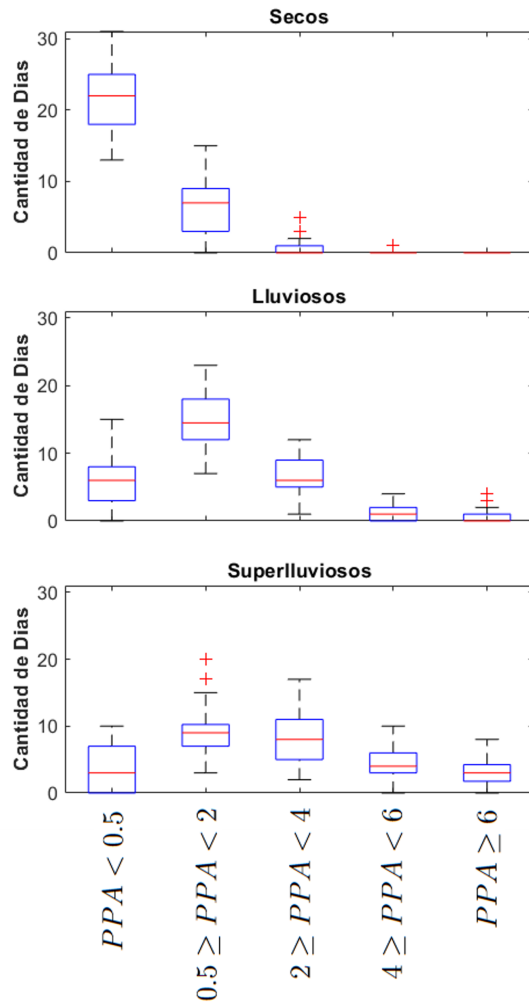 Secos
Cantidad de Dias
30
20
10
0
Lluviosos
Cantidad de Dias
30
20
10
0
Superlluviosos
Cantidad de Dias
30
20
10
0
PPA < 0.5
0.5 ≥ PPA < 2
2 ≥ PPA < 4
4 ≥ PPA < 6
PPA ≥ 6